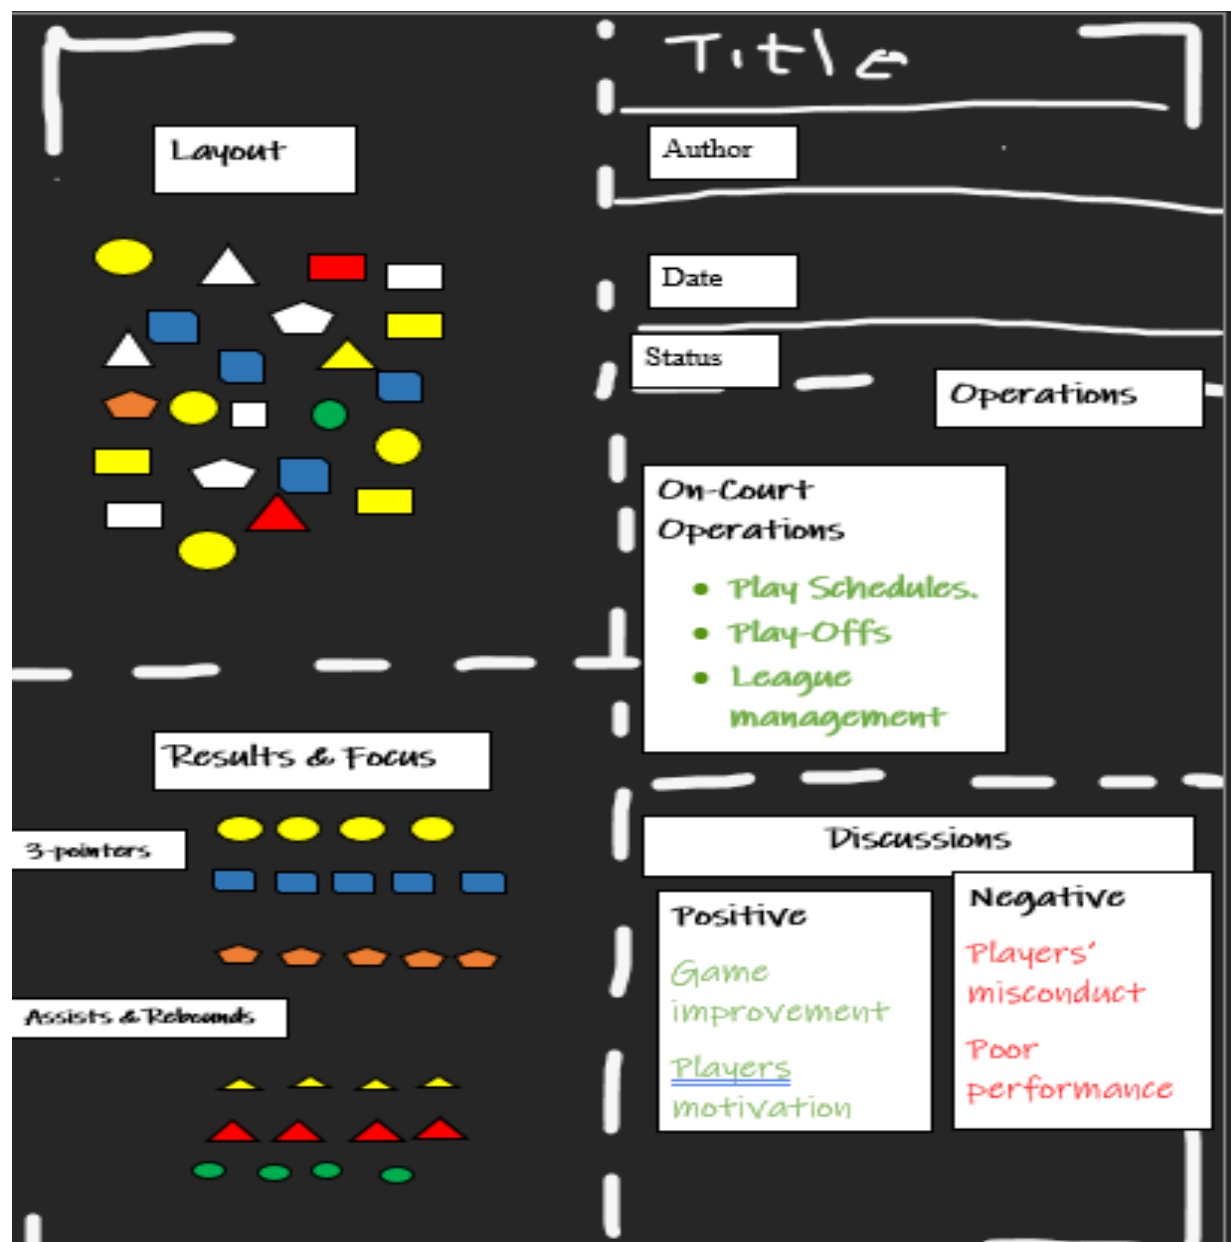 Title
Layout
Author
Date
Status
Operations
On-Court
Operations
• Play Schedules.
• Play-Offs
• League
management
Results & Focus
3-pointers
Assists & Rebounds
Discussions
Positive
Game
improvement
Players
motivation
Negative
Players'
misconduct
Poor
performance